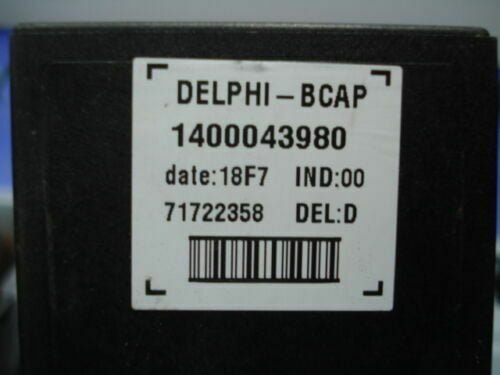 DELPHI-BCAP
1400043980
date:18F7 IND:00
71722358 DEL:D